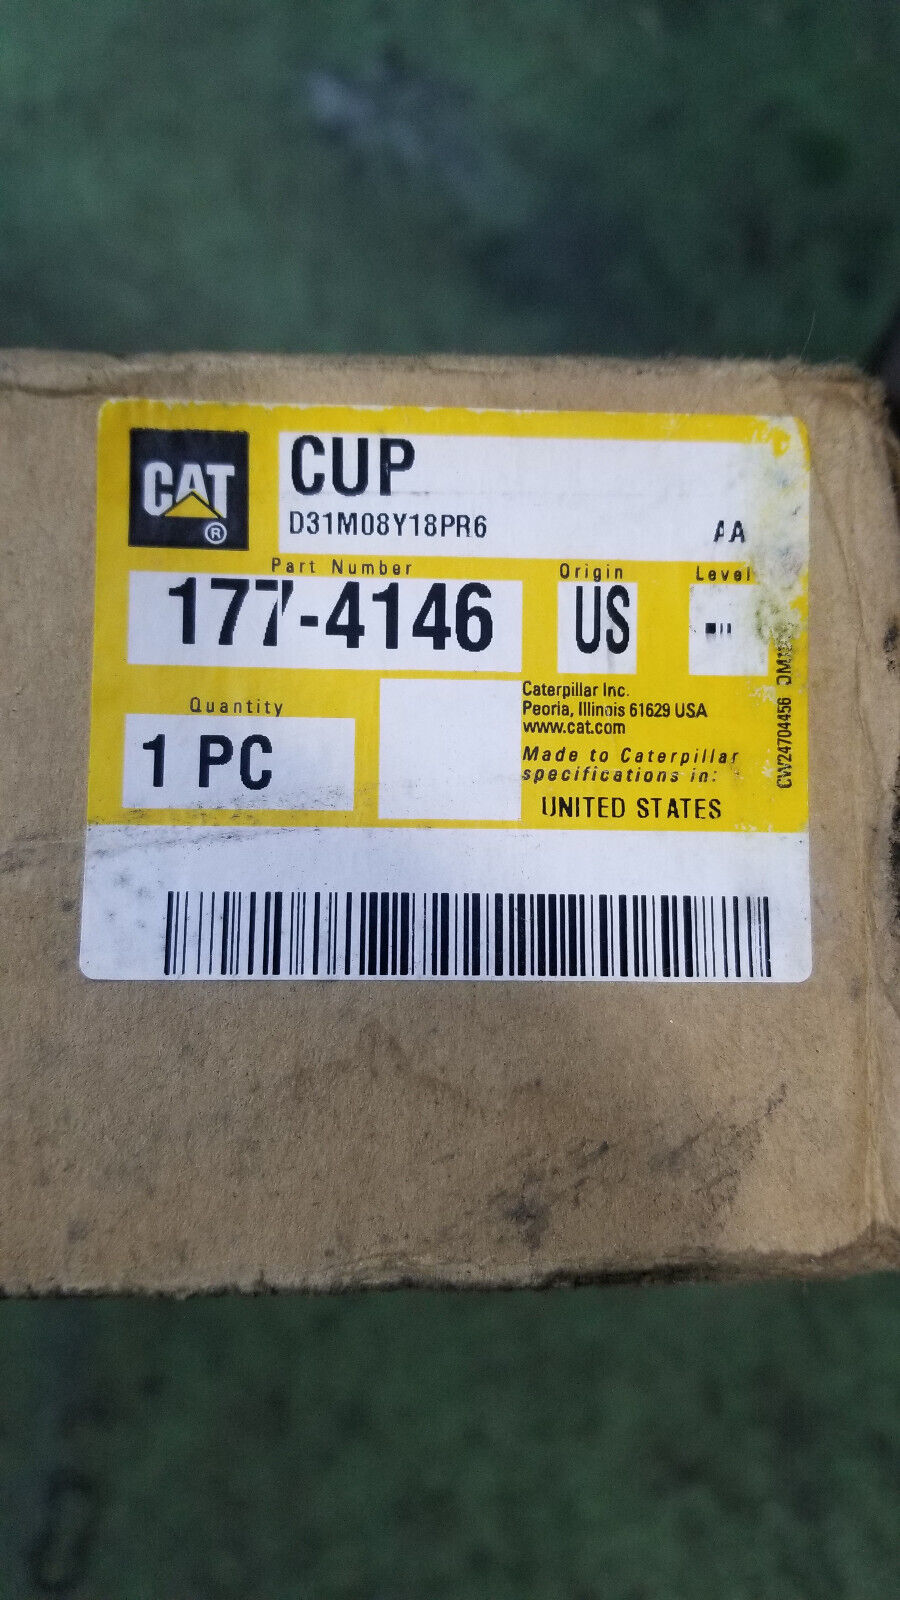 CAT®
CUP
D31M08Y18PR6
AA
Part Number
Origin
Level
177-4146
US
Quantity
1 PC
Caterpillar Inc.
Peoria, Illinois 61629 USA
www.cat.com
Made to Caterpillar
specifications in:
UNITED STATES
CW24704456